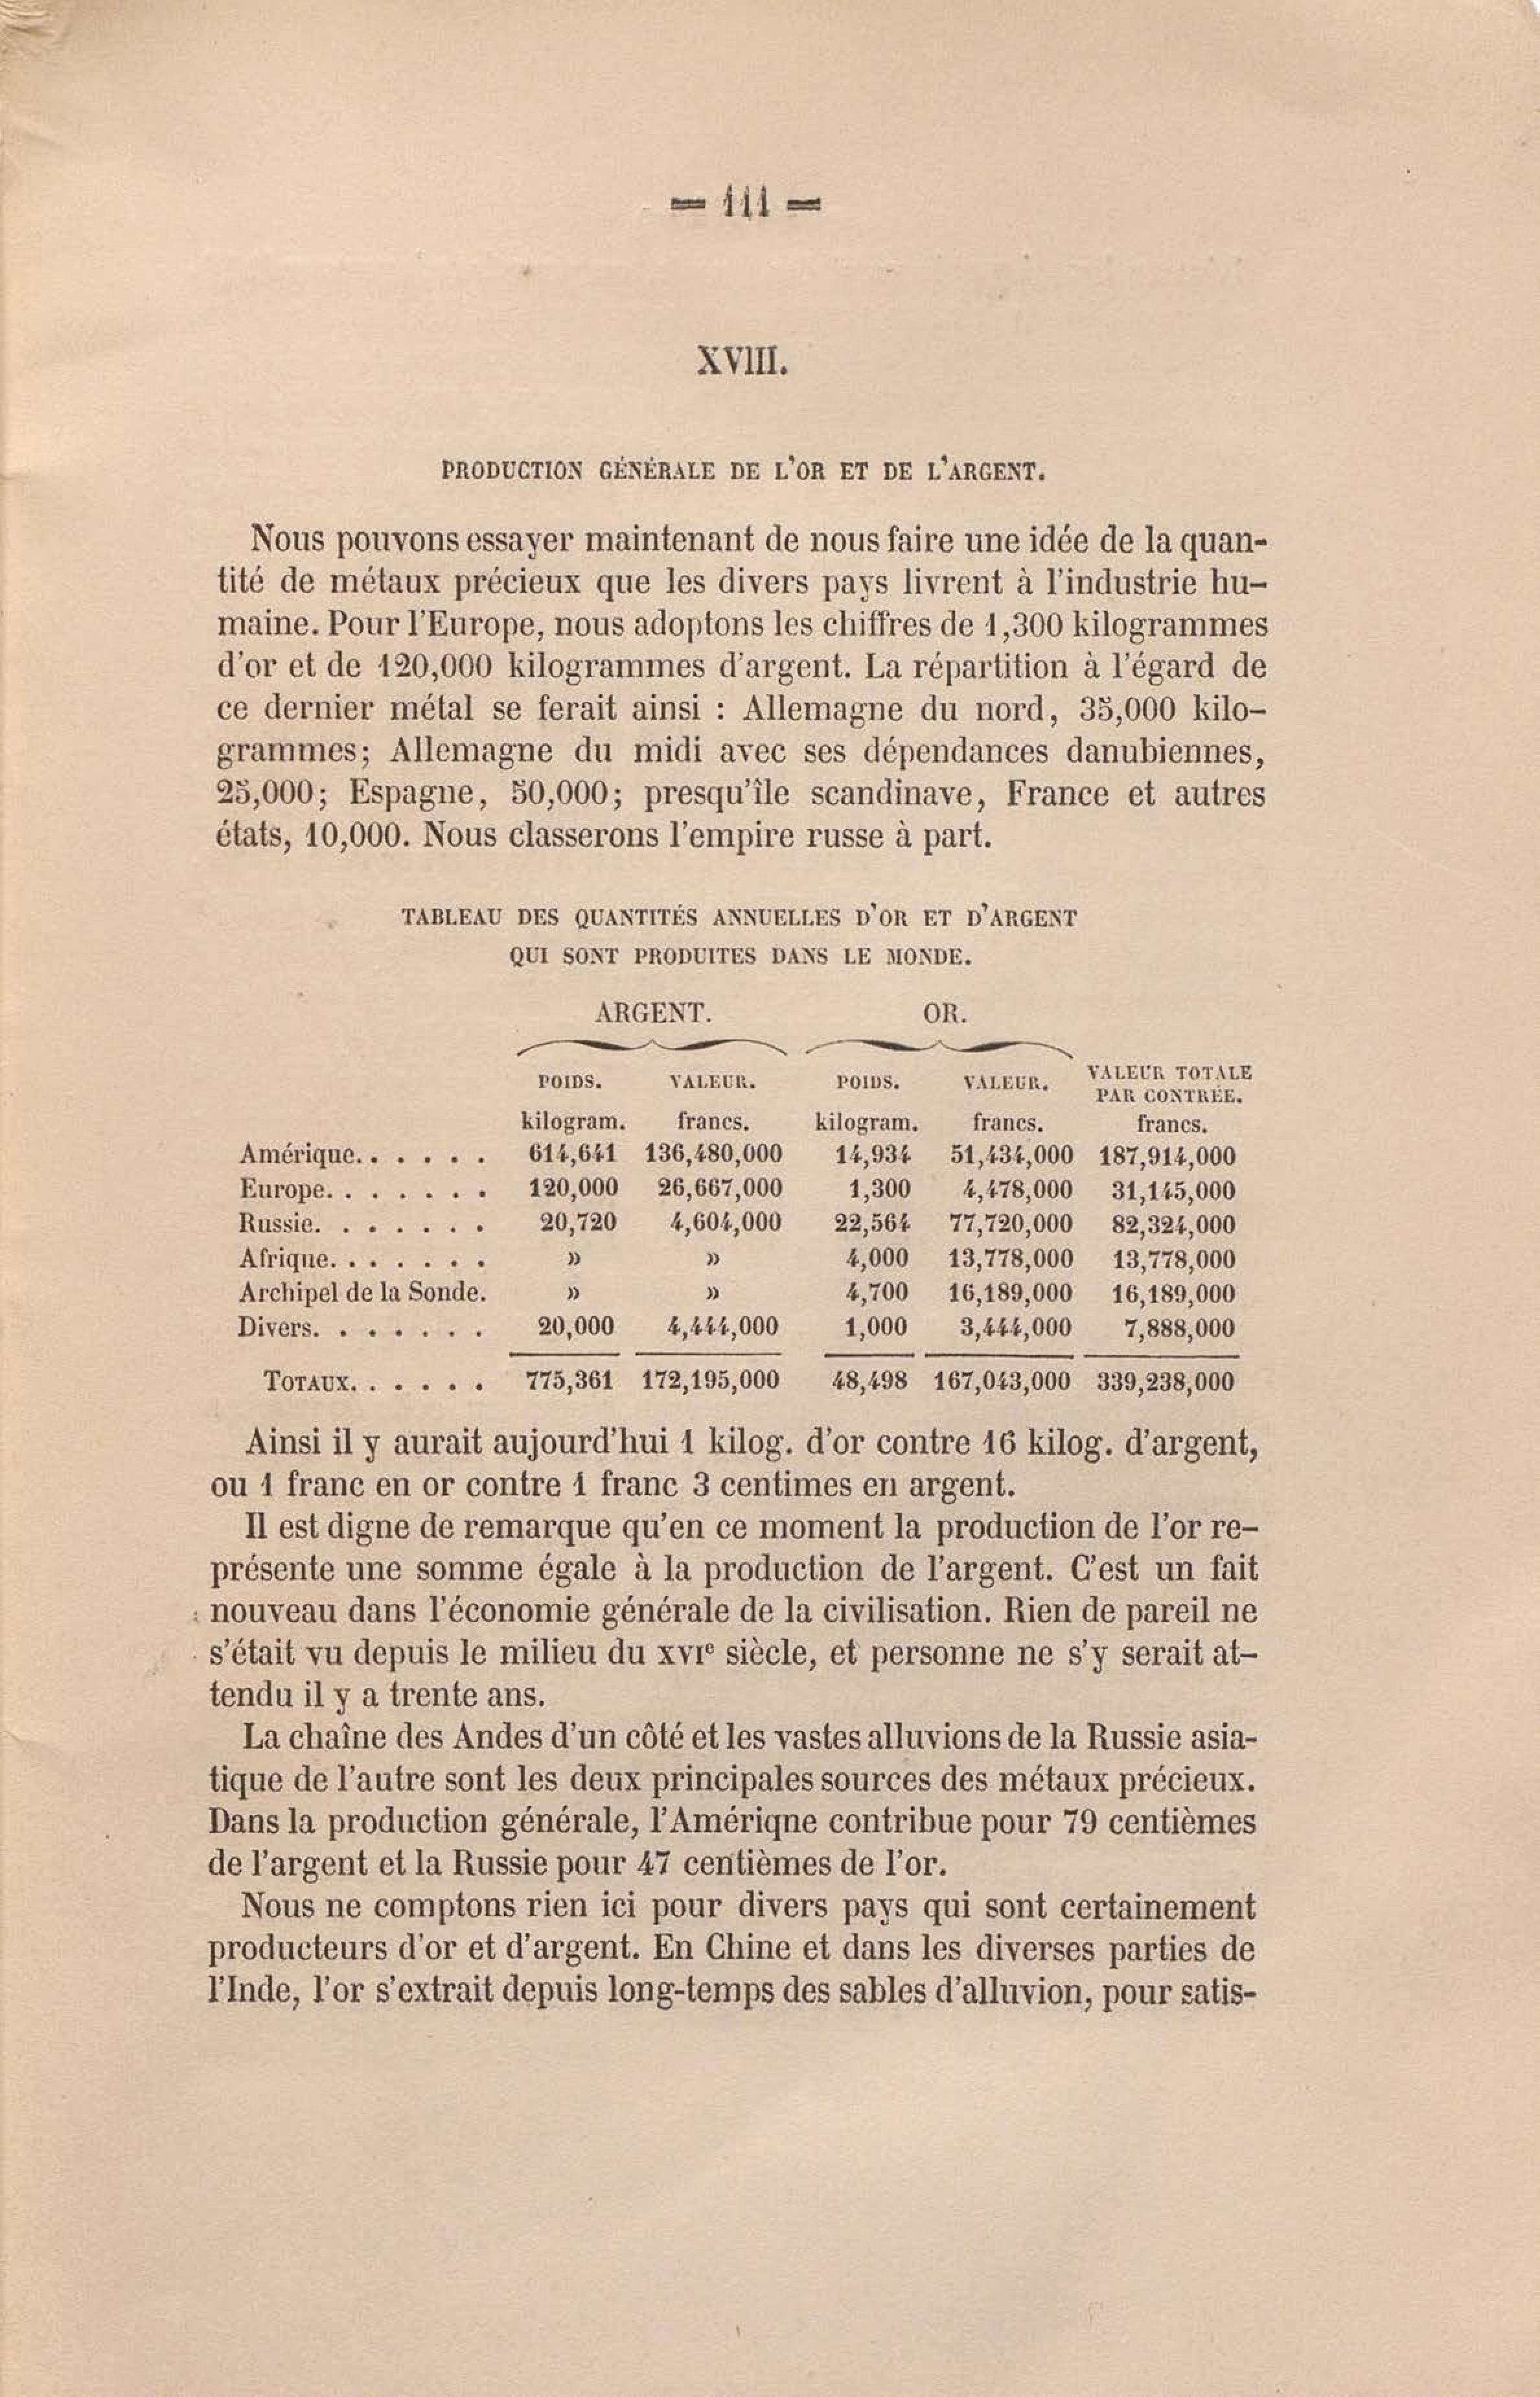 — 111 —
XVIII.
PRODUCTION GÉNÉRALE DE L'OR ET DE L'ARGENT.
Nous pouvons essayer maintenant de nous faire une idée de la quan-
tité de métaux précieux que les divers pays livrent à l'industrie hu-
maine. Pour l'Europe, nous adoptons les chiffres de 1,300 kilogrammes
d'or et de 120,000 kilogrammes d'argent. La répartition à l'égard de
ce dernier métal se ferait ainsi : Allemagne du nord, 35,000 kilo-
grammes; Allemagne du midi avec ses dépendances danubiennes,
25,000; Espagne, 50,000; presqu'île scandinave, France et autres
états, 10,000. Nous classerons l'empire russe à part.
TABLEAU DES QUANTITÉS ANNUELLES D'OR ET D'ARGENT
QUI SONT PRODUITES DANS LE MONDE.
ARGENT. OR.
POIDS. VALEUR. POIDS. VALEUR. VALEUR TOTALE
PAR CONTRÉE.
kilogram. francs. kilogram. francs. francs.
Amérique. . . . . . 614,641 136,480,000 14,934 51,434,000 187,914,000
Europe. . . . . . . 120,000 26,667,000 1,300 4,478,000 31,145,000
Russie. . . . . . . 20,720 4,604,000 22,564 77,720,000 82,324,000
Afrique. . . . . . . » » 4,000 13,778,000 13,778,000
Archipel de la Sonde. » » 4,700 16,189,000 16,189,000
Divers. . . . . . . 20,000 4,444,000 1,000 3,444,000 7,888,000
TOTAUX. . . . . . 775,361 172,195,000 48,498 167,043,000 339,238,000
Ainsi il y aurait aujourd'hui 1 kilog. d'or contre 16 kilog. d'argent,
ou 1 franc en or contre 1 franc 3 centimes en argent.
Il est digne de remarque qu'en ce moment la production de l'or re-
présente une somme égale à la production de l'argent. C'est un fait
nouveau dans l'économie générale de la civilisation. Rien de pareil ne
s'était vu depuis le milieu du XVIe siècle, et personne ne s'y serait at-
tendu il y a trente ans.
La chaîne des Andes d'un côté et les vastes alluvions de la Russie asia-
tique de l'autre sont les deux principales sources des métaux précieux.
Dans la production générale, l'Amériqne contribue pour 79 centièmes
de l'argent et la Russie pour 47 centièmes de l'or.
Nous ne comptons rien ici pour divers pays qui sont certainement
producteurs d'or et d'argent. En Chine et dans les diverses parties de
l'Inde, l'or s'extrait depuis long-temps des sables d'alluvion, pour satis-